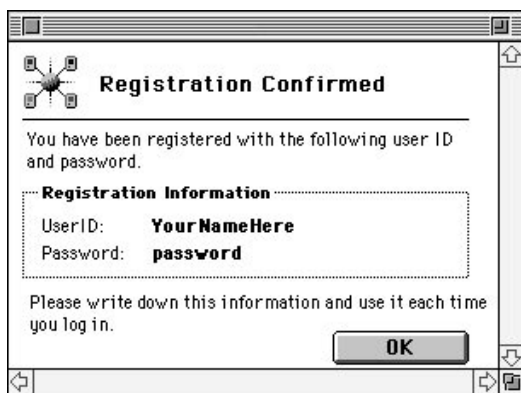 Registration Confirmed
You have been registered with the following user ID
and password.
Registration Information
UserID: YourNameHere
Password: password
Please write down this information and use it each time
you log in.
OK